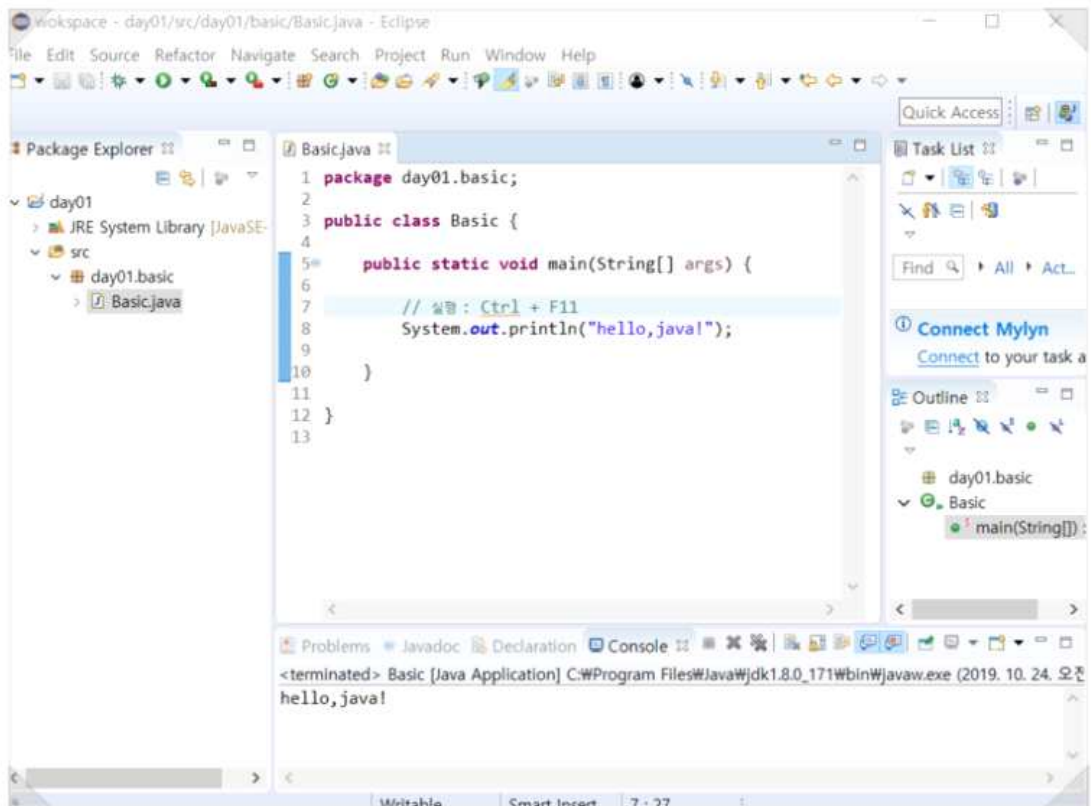 wokspace - day01/src/day01/basic/Basic.java - Eclipse
File Edit Source Refactor Navigate Search Project Run Window Help
Quick Access
Package Explorer
day01
JRE System Library [JavaSE-
src
day01.basic
Basic.java
Basic.java
1 package day01.basic;
2
3 public class Basic {
4
5 public static void main(String[] args) {
6
7 // 실행 : Ctrl + F11
8 System.out.println("hello,java!");
9
10 }
11
12 }
13
Task List
Find All Act...
Connect Mylyn
Connect to your task a
Outline
day01.basic
Basic
main(String[]) :
Problems Javadoc Declaration Console
<terminated> Basic [Java Application] C:₩Program Files₩Java₩jdk1.8.0_171₩bin₩javaw.exe (2019. 10. 24. 오전
hello,java!
Writable Smart Insert 7 : 27